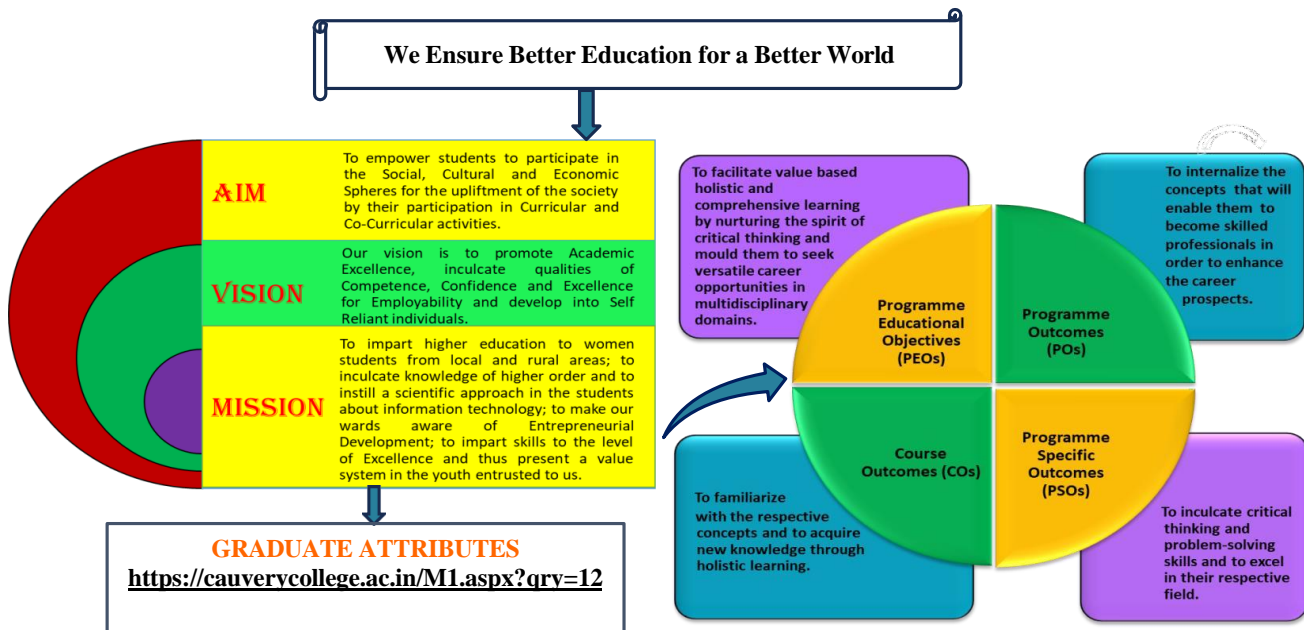 We Ensure Better Education for a Better World
AIM
To empower students to participate in
the Social, Cultural and Economic
Spheres for the upliftment of the society
by their participation in Curricular and
Co-Curricular activities.
VISION
Our vision is to promote Academic
Excellence, inculcate qualities of
Competence, Confidence and Excellence
for Employability and develop into Self
Reliant individuals.
MISSION
To impart higher education to women
students from local and rural areas; to
inculcate knowledge of higher order and to
instill a scientific approach in the students
about information technology; to make our
wards aware of Entrepreneurial
Development; to impart skills to the level
of Excellence and thus present a value
system in the youth entrusted to us.
GRADUATE ATTRIBUTES
https://cauverycollege.ac.in/M1.aspx?qry=12
To facilitate value based
holistic and
comprehensive learning
by nurturing the spirit of
critical thinking and
mould them to seek
versatile career
opportunities in
multidisciplinary
domains.
Programme
Educational
Objectives
(PEOs)
Programme
Outcomes
(POs)
To internalize the
concepts that will
enable them to
become skilled
professionals in
order to enhance
the career
prospects.
To familiarize
with the respective
concepts and to acquire
new knowledge through
holistic learning.
Course
Outcomes (COs)
Programme
Specific
Outcomes
(PSOs)
To inculcate critical
thinking and
problem-solving
skills and to excel
in their respective
field.